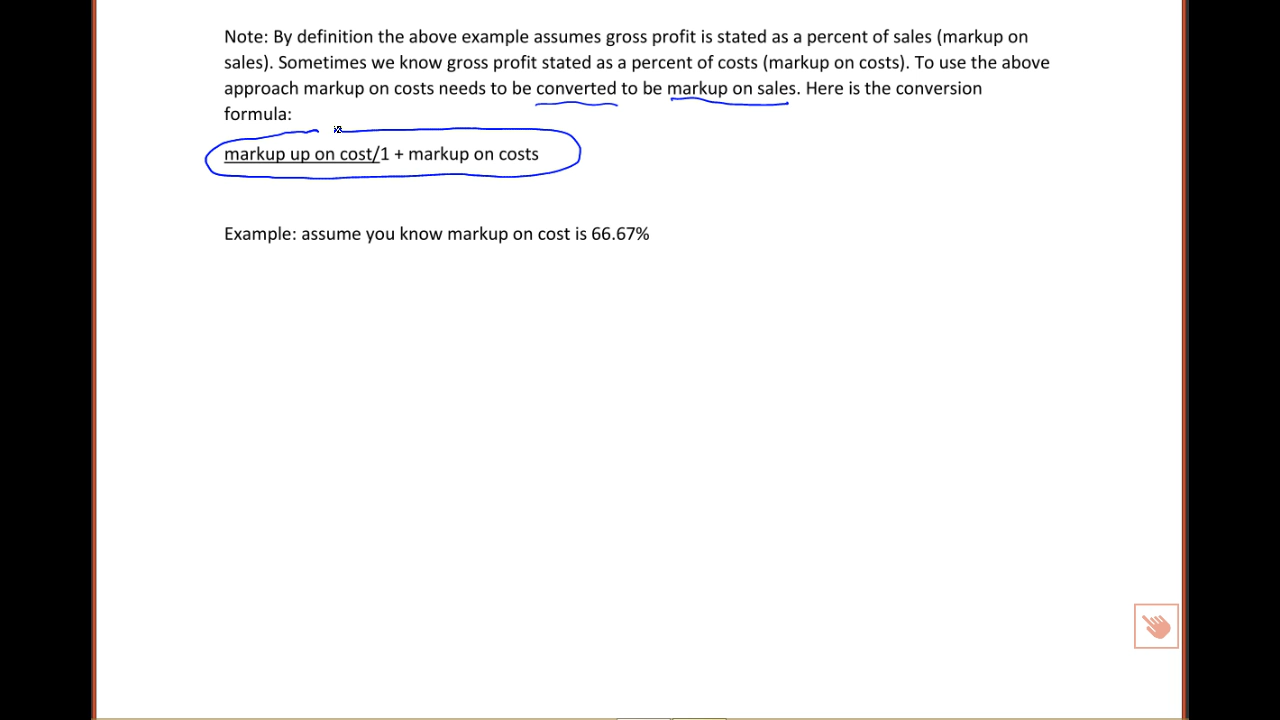 Note: By definition the above example assumes gross profit is stated as a percent of sales (markup on
sales). Sometimes we know gross profit stated as a percent of costs (markup on costs). To use the above
approach markup on costs needs to be converted to be markup on sales. Here is the conversion
formula:
markup up on cost/1 + markup on costs
Example: assume you know markup on cost is 66.67%